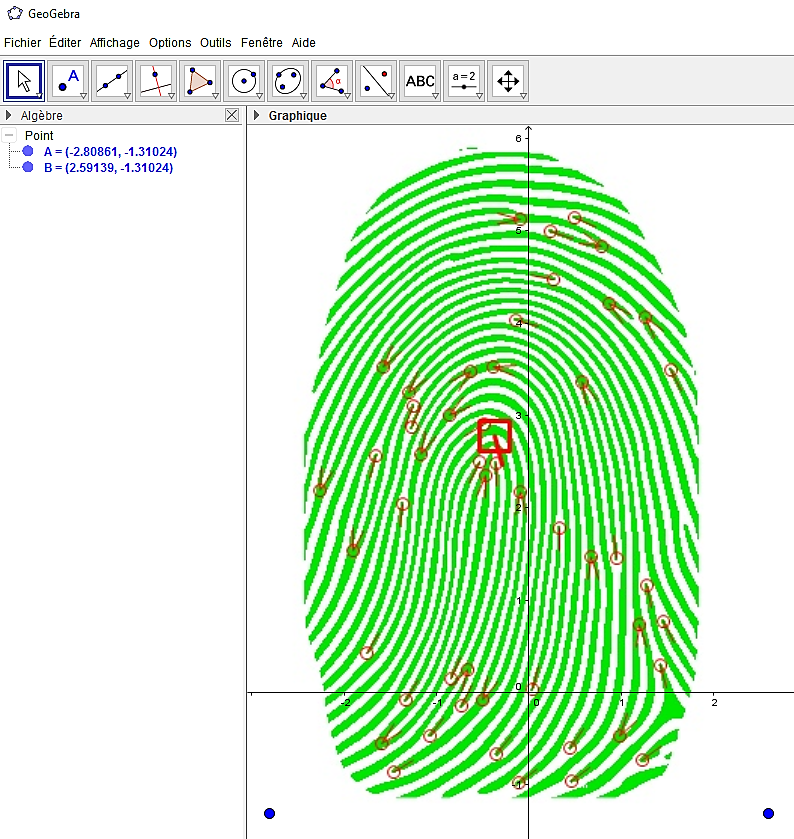 GeoGebra
Fichier Éditer Affichage Options Outils Fenêtre Aide
A α ABC a=2
Algèbre
Graphique
Point
A = (-2.80861, -1.31024)
B = (2.59139, -1.31024)
6
5
4
3
2
1
0
-2 -1 0 1 2
-1